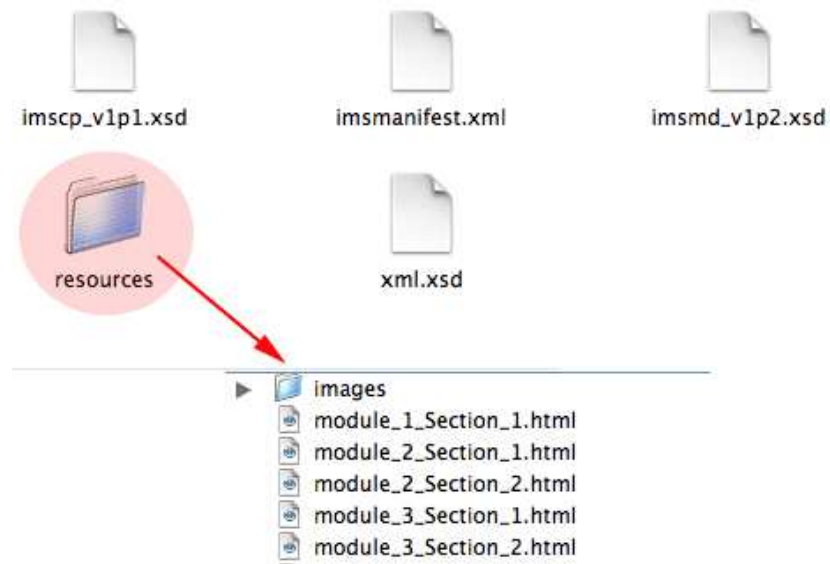 imscp_v1p1.xsd
imsmanifest.xml
imsmd_v1p2.xsd
resources
xml.xsd
images
module_1_Section_1.html
module_2_Section_1.html
module_2_Section_2.html
module_3_Section_1.html
module_3_Section_2.html